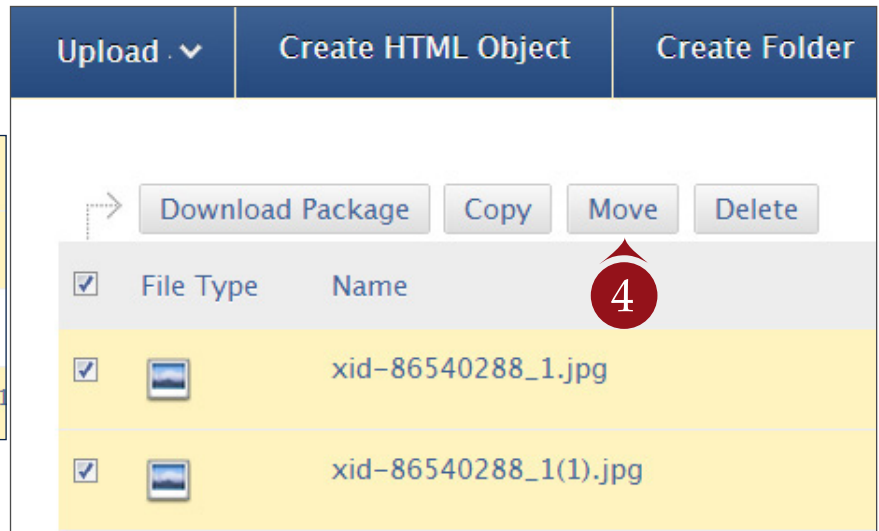 Upload Create HTML Object Create Folder
Download Package Copy Move Delete
4
File Type Name
xid-86540288_1.jpg
xid-86540288_1(1).jpg
1